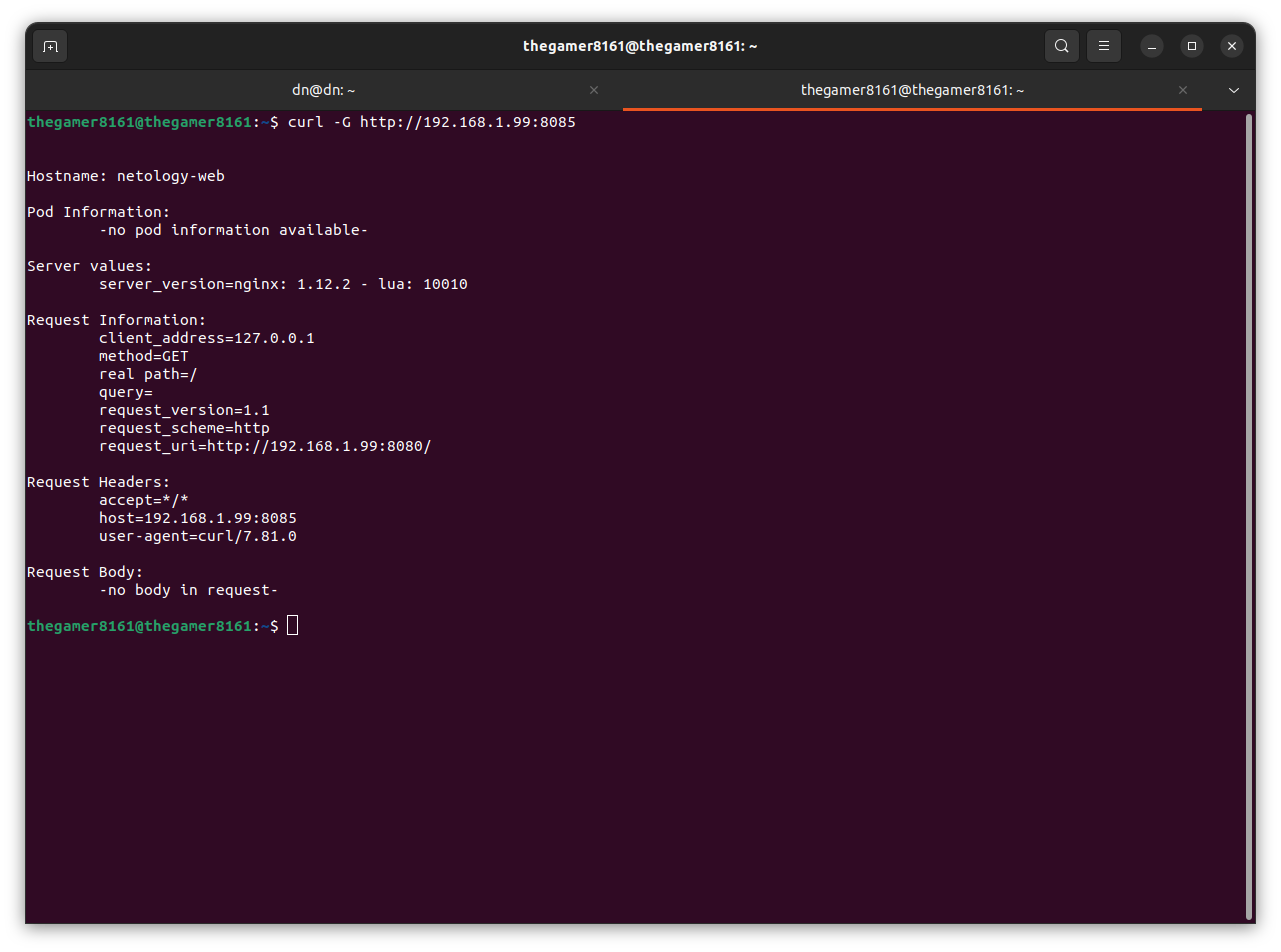 thegamer8161@thegamer8161: ~
dn@dn: ~
thegamer8161@thegamer8161: ~
thegamer8161@thegamer8161:~$ curl -G http://192.168.1.99:8085
Hostname: netology-web
Pod Information:
-no pod information available-
Server values:
server_version=nginx: 1.12.2 - lua: 10010
Request Information:
client_address=127.0.0.1
method=GET
real path=/
query=
request_version=1.1
request_scheme=http
request_uri=http://192.168.1.99:8080/
Request Headers:
accept=*/*
host=192.168.1.99:8085
user-agent=curl/7.81.0
Request Body:
-no body in request-
thegamer8161@thegamer8161:~$